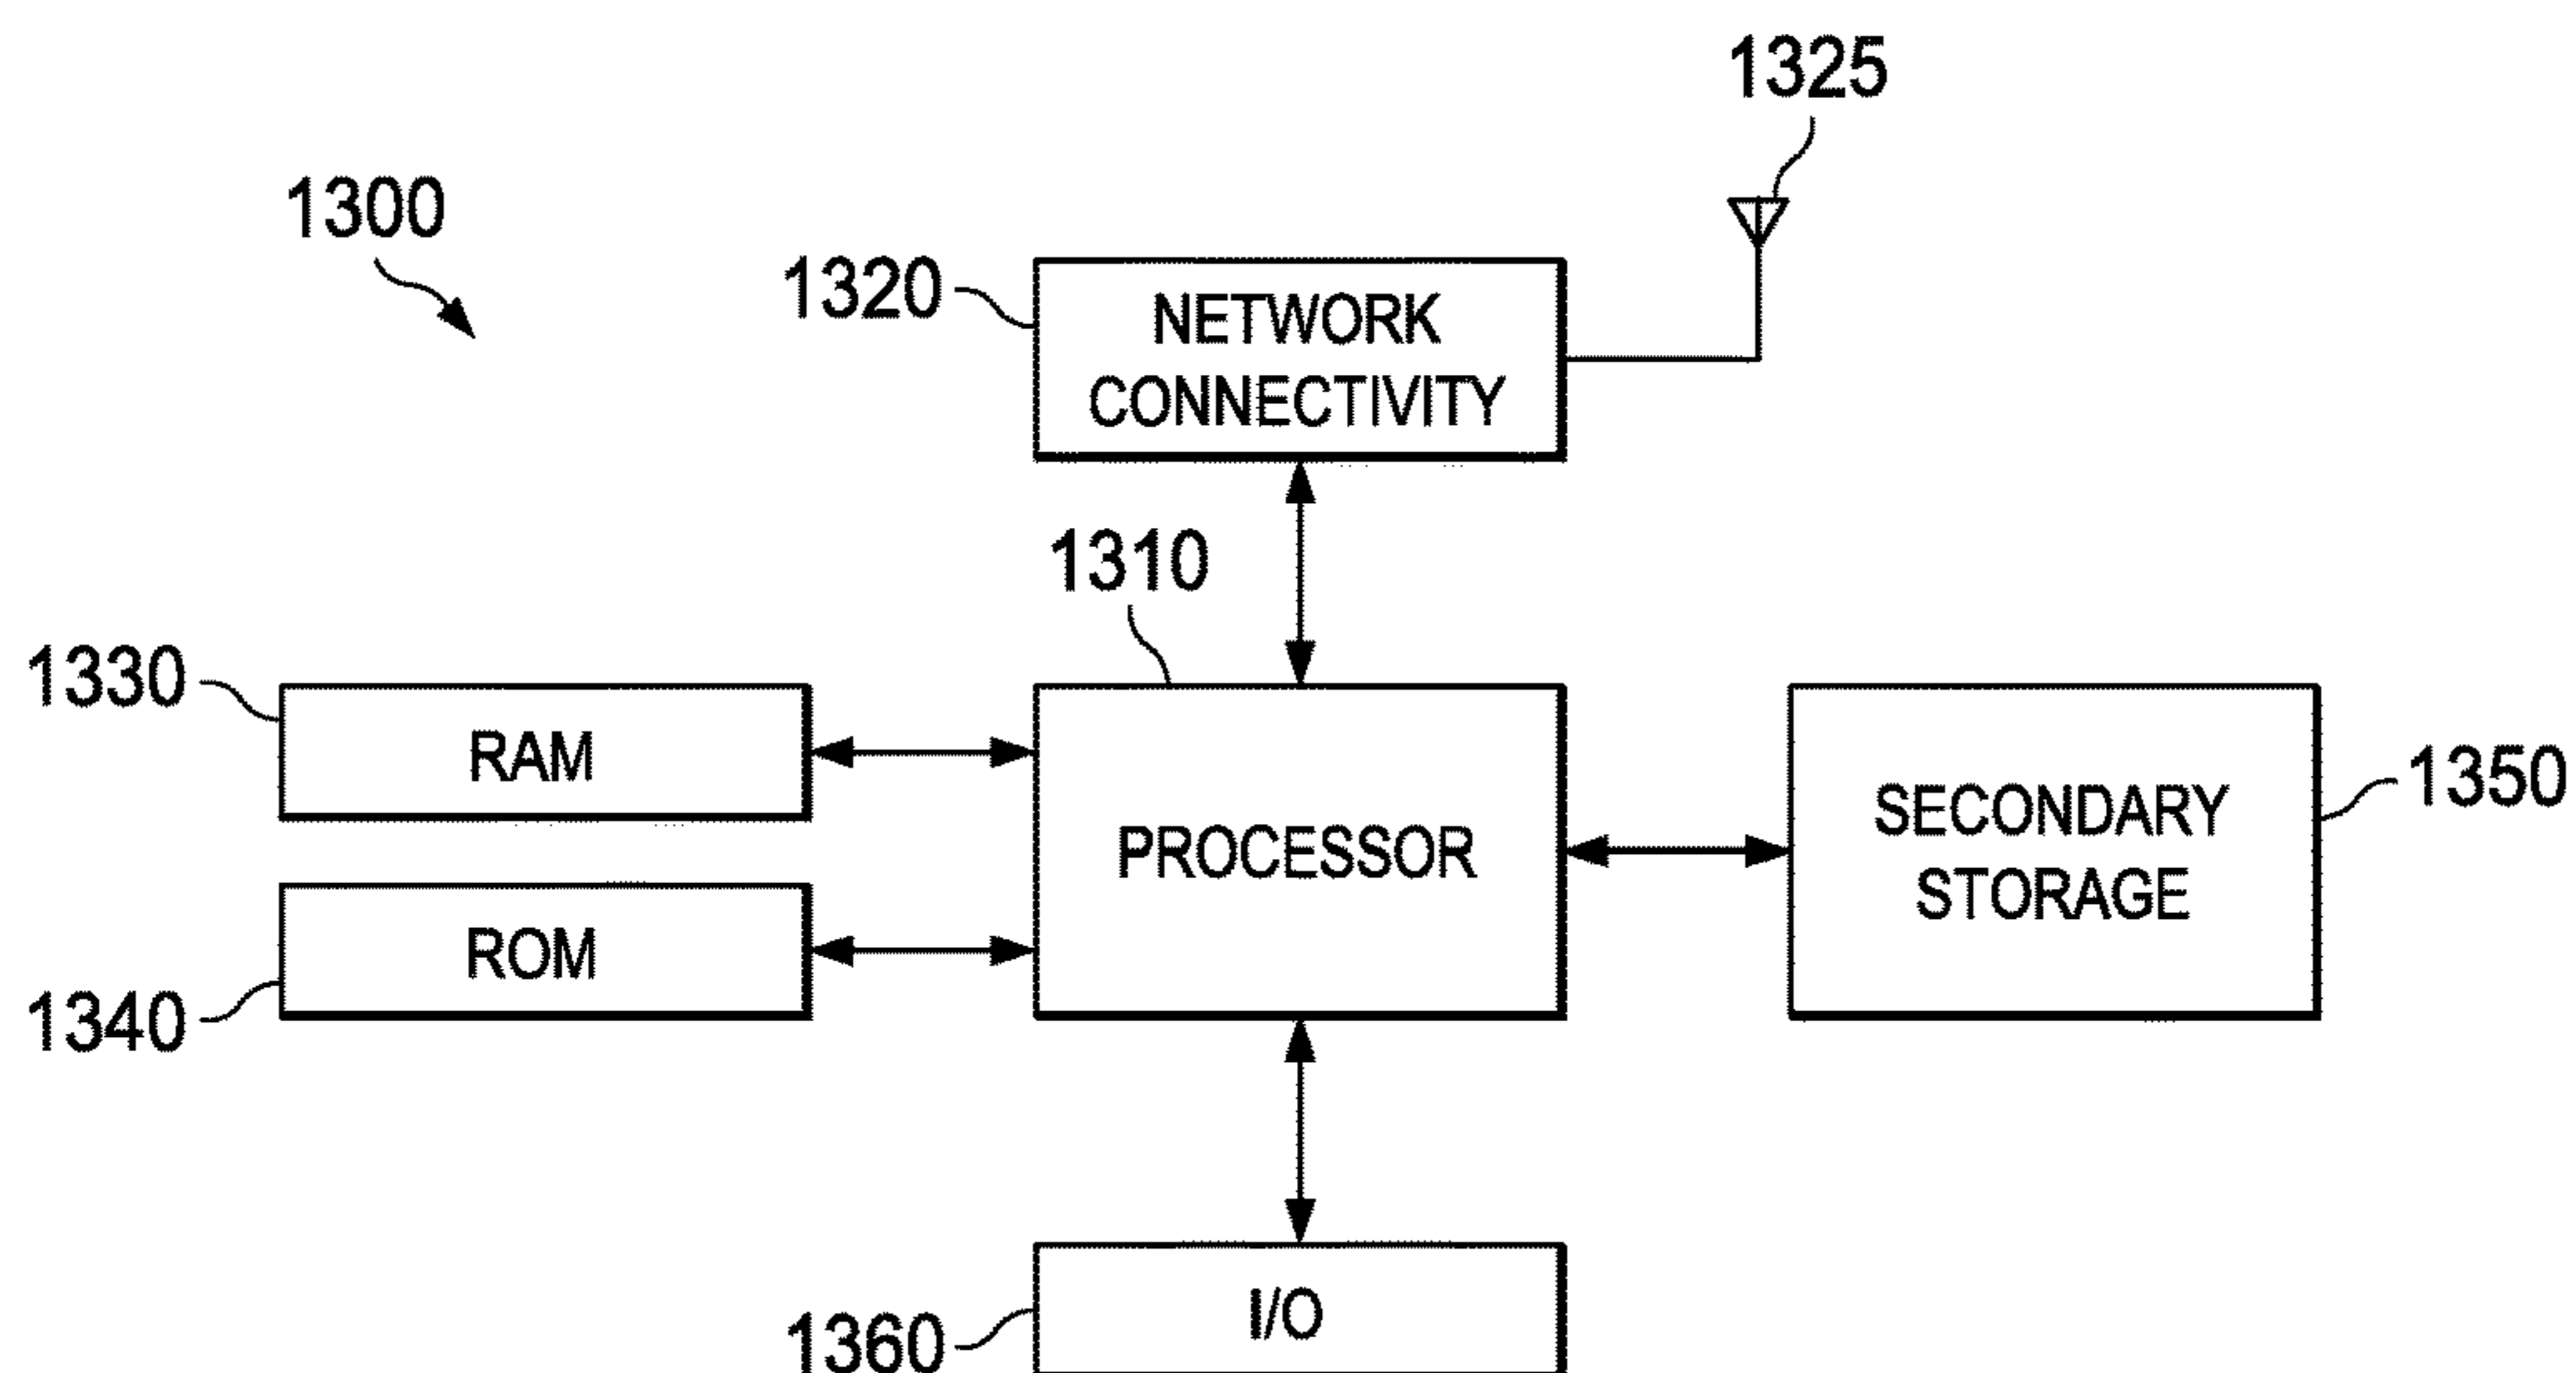 1325
1300
1320
NETWORK
CONNECTIVITY
1310
1330
RAM
PROCESSOR
SECONDARY
STORAGE
1350
ROM
1340
I/O
1360